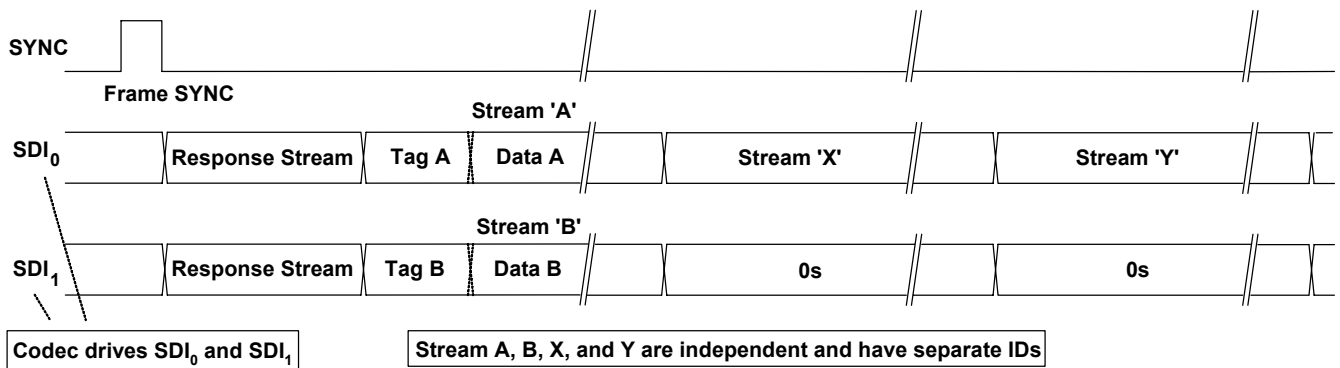 SYNC
Frame SYNC
Stream 'A'
SDI0 Response Stream Tag A Data A Stream 'X' Stream 'Y'
Stream 'B'
SDI1 Response Stream Tag B Data B 0s 0s
Codec drives SDI0 and SDI1
Stream A, B, X, and Y are independent and have separate IDs